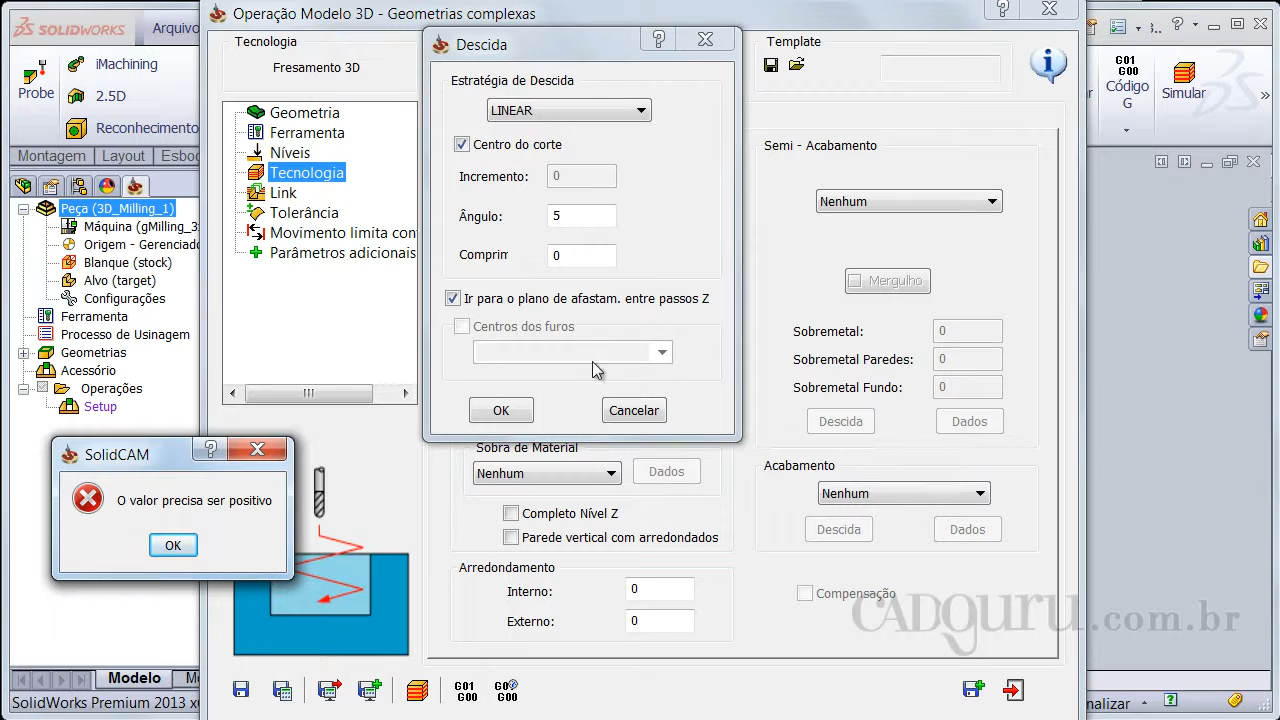 SOLIDWORKS
Arquivo
Operação Modelo 3D - Geometrias complexas
Probe
iMachining
2.5D
Reconhecimento
Montagem
Layout
Esboç
Peça (3D_Milling_1)
Máquina (gMilling_3
Origem - Gerenciad
Blanque (stock)
Alvo (target)
Configurações
Ferramenta
Processo de Usinagem
Geometrias
Acessório
Operações
Setup
Tecnologia
Fresamento 3D
Geometria
Ferramenta
Níveis
Tecnologia
Link
Tolerância
Movimento limita con
Parâmetros adicionais
Descida
Estratégia de Descida
LINEAR
Centro do corte
Incremento:
0
Ângulo:
5
Comprim
0
Ir para o plano de afastam. entre passos Z
Centros dos furos
OK
Cancelar
Template
Semi - Acabamento
Nenhum
Mergulho
Sobremetal:
0
Sobremetal Paredes:
0
Sobremetal Fundo:
0
Descida
Dados
Sobra de Material
Nenhum
Dados
Completo Nível Z
Parede vertical com arredondados
Arredondamento
Interno:
0
Externo:
0
Acabamento
Nenhum
Descida
Dados
Compensação
SolidCAM
O valor precisa ser positivo
OK
G01
G00
Código
G
Simular
CADguru.com.br
Modelo
M
G01
G00
G0
G00
SolidWorks Premium 2013 x
nalizar